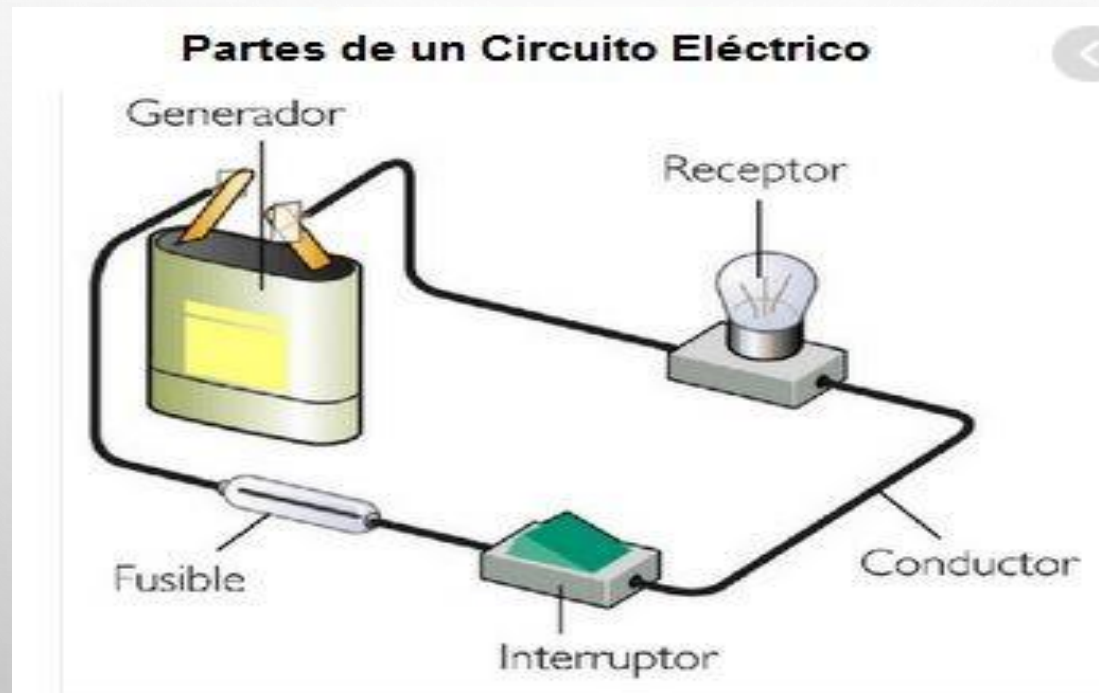 Partes de un Circuito Eléctrico
Generador
Receptor
Fusible
Conductor
Interruptor